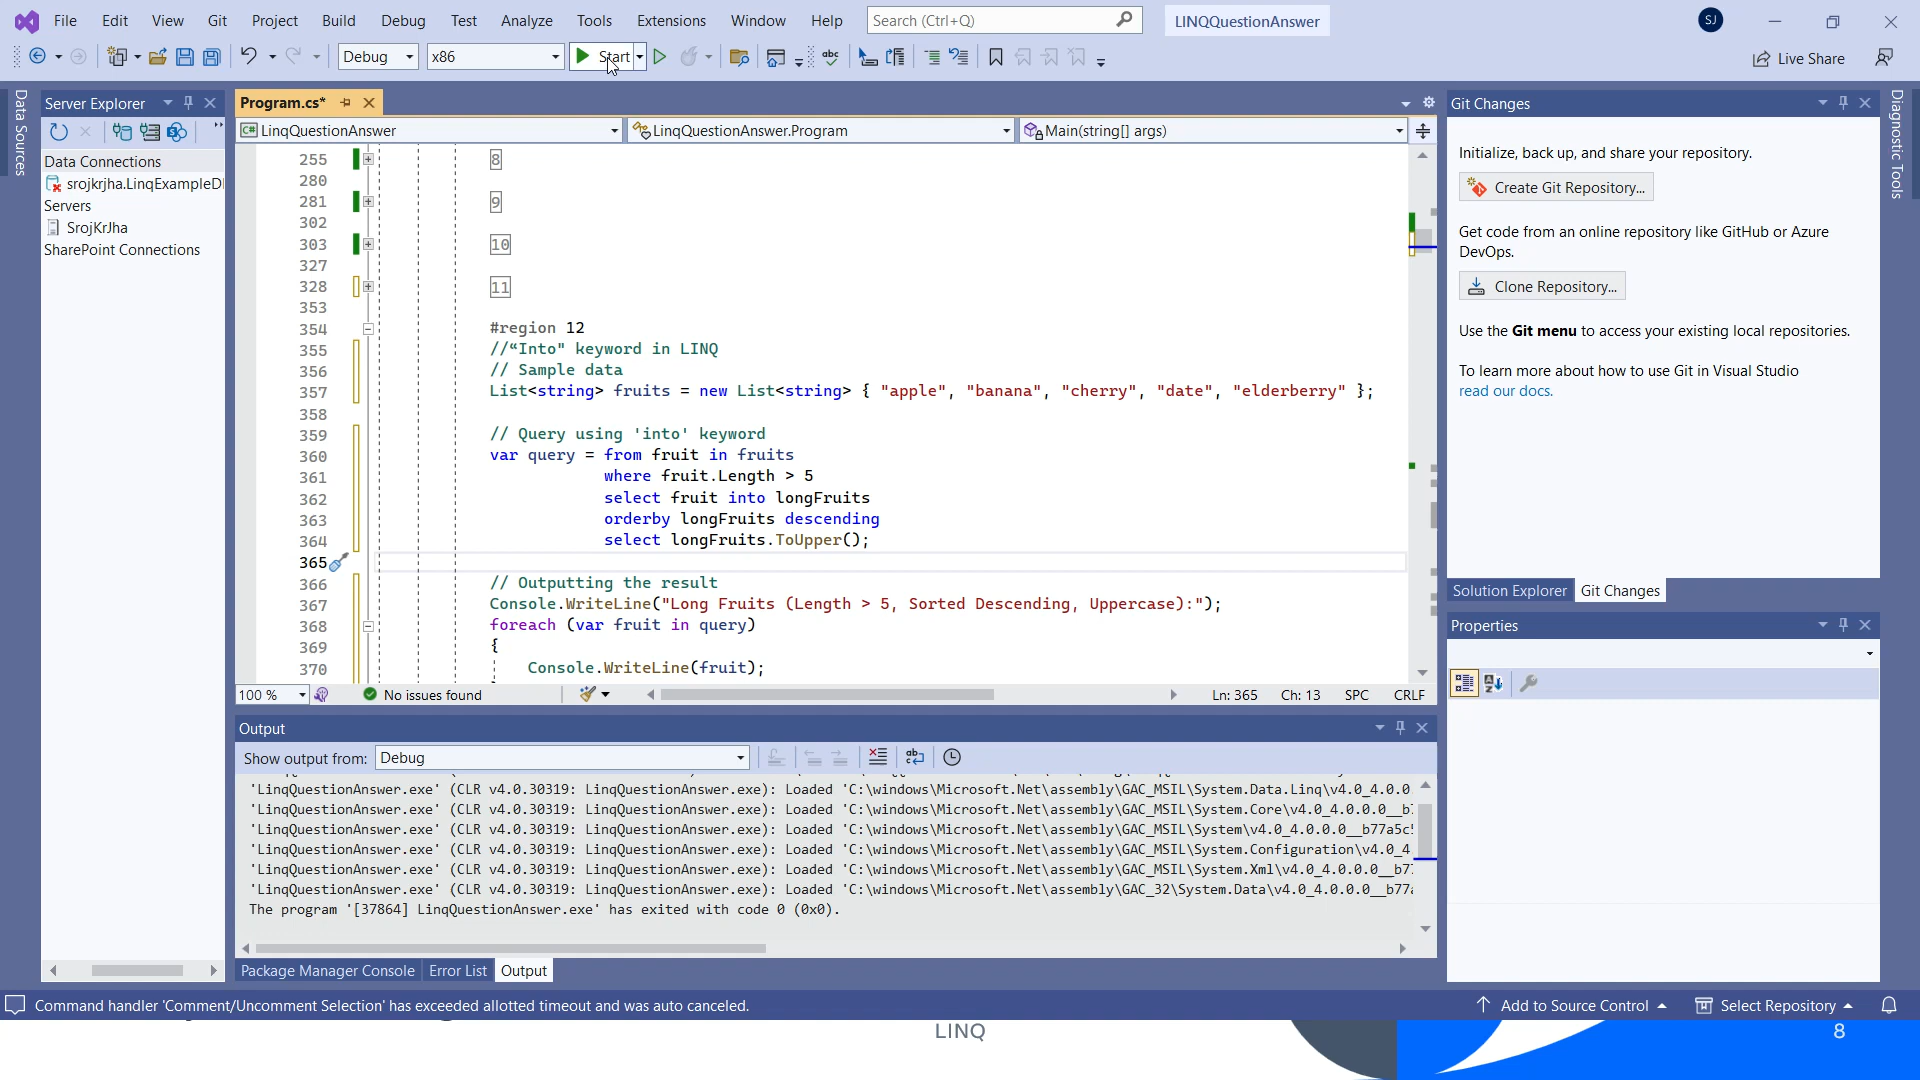 File Edit View Git Project Build Debug Test Analyze Tools Extensions Window Help Search (Ctrl+Q) LINQQuestionAnswer SJ
Debug x86 Start Live Share
Data Sources
Server Explorer
Data Connections
srojkrjha.LinqExampleD
Servers
SrojKrJha
SharePoint Connections
Program.cs*
LinqQuestionAnswer LinqQuestionAnswer.Program Main(string[] args)
255 8
280
281 9
302
303 10
327
328 11
353
354 #region 12
355 //“Into" keyword in LINQ
356 // Sample data
357 List<string> fruits = new List<string> { "apple", "banana", "cherry", "date", "elderberry" };
358
359 // Query using 'into' keyword
360 var query = from fruit in fruits
361 where fruit.Length > 5
362 select fruit into longFruits
363 orderby longFruits descending
364 select longFruits.ToUpper();
365
366 // Outputting the result
367 Console.WriteLine("Long Fruits (Length > 5, Sorted Descending, Uppercase):");
368 foreach (var fruit in query)
369 {
370 Console.WriteLine(fruit);
100 % No issues found Ln: 365 Ch: 13 SPC CRLF
Output
Show output from: Debug
'LinqQuestionAnswer.exe' (CLR v4.0.30319: LinqQuestionAnswer.exe): Loaded 'C:\windows\Microsoft.Net\assembly\GAC_MSIL\System.Data.Linq\v4.0_4.0.0.
'LinqQuestionAnswer.exe' (CLR v4.0.30319: LinqQuestionAnswer.exe): Loaded 'C:\windows\Microsoft.Net\assembly\GAC_MSIL\System.Core\v4.0_4.0.0.0__b
'LinqQuestionAnswer.exe' (CLR v4.0.30319: LinqQuestionAnswer.exe): Loaded 'C:\windows\Microsoft.Net\assembly\GAC_MSIL\System\v4.0_4.0.0.0__b77a5c
'LinqQuestionAnswer.exe' (CLR v4.0.30319: LinqQuestionAnswer.exe): Loaded 'C:\windows\Microsoft.Net\assembly\GAC_MSIL\System.Configuration\v4.0_4
'LinqQuestionAnswer.exe' (CLR v4.0.30319: LinqQuestionAnswer.exe): Loaded 'C:\windows\Microsoft.Net\assembly\GAC_MSIL\System.Xml\v4.0_4.0.0.0__b7
'LinqQuestionAnswer.exe' (CLR v4.0.30319: LinqQuestionAnswer.exe): Loaded 'C:\windows\Microsoft.Net\assembly\GAC_32\System.Data\v4.0_4.0.0.0__b77
The program '[37864] LinqQuestionAnswer.exe' has exited with code 0 (0x0).
Package Manager Console Error List Output
Git Changes
Initialize, back up, and share your repository.
Create Git Repository...
Get code from an online repository like GitHub or Azure
DevOps.
Clone Repository...
Use the Git menu to access your existing local repositories.
To learn more about how to use Git in Visual Studio
read our docs.
Solution Explorer Git Changes
Properties
Diagnostic Tools
Command handler 'Comment/Uncomment Selection' has exceeded allotted timeout and was auto canceled. Add to Source Control Select Repository
LINQ 8